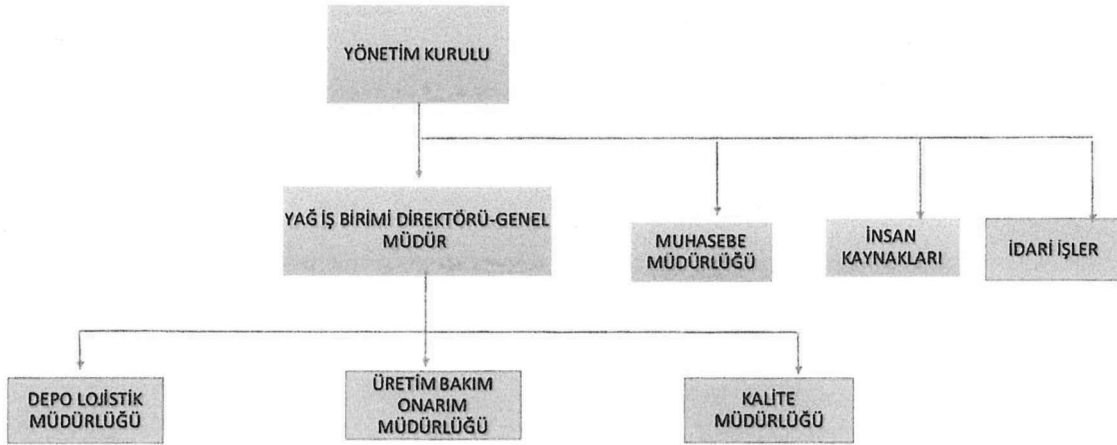 YÖNETİM KURULU
YAĞ İŞ BİRİMİ DİREKTÖRÜ-GENEL
MÜDÜR
MUHASEBE
MÜDÜRLÜĞÜ
İNSAN
KAYNAKLARI
İDARİ İŞLER
DEPO LOJİSTİK
MÜDÜRLÜĞÜ
ÜRETİM BAKIM
ONARIM
MÜDÜRLÜĞÜ
KALİTE
MÜDÜRLÜĞÜ